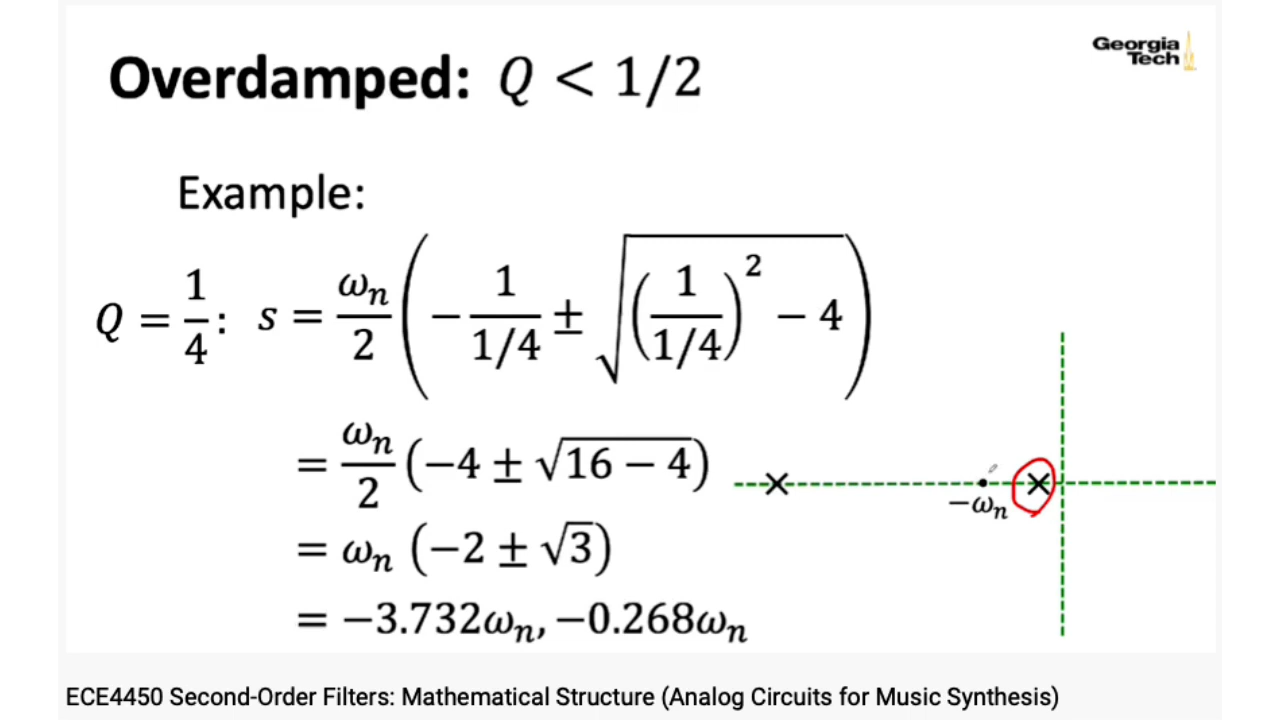 Overdamped: Q < 1/2
Georgia
Tech
Example:
Q = 1/4: s = ωn/2 (−1/(1/4) ± √((1/(1/4))² − 4))
= ωn/2 (−4 ± √(16 − 4))
= ωn (−2 ± √3)
= −3.732ωn, −0.268ωn
−ωn
ECE4450 Second-Order Filters: Mathematical Structure (Analog Circuits for Music Synthesis)